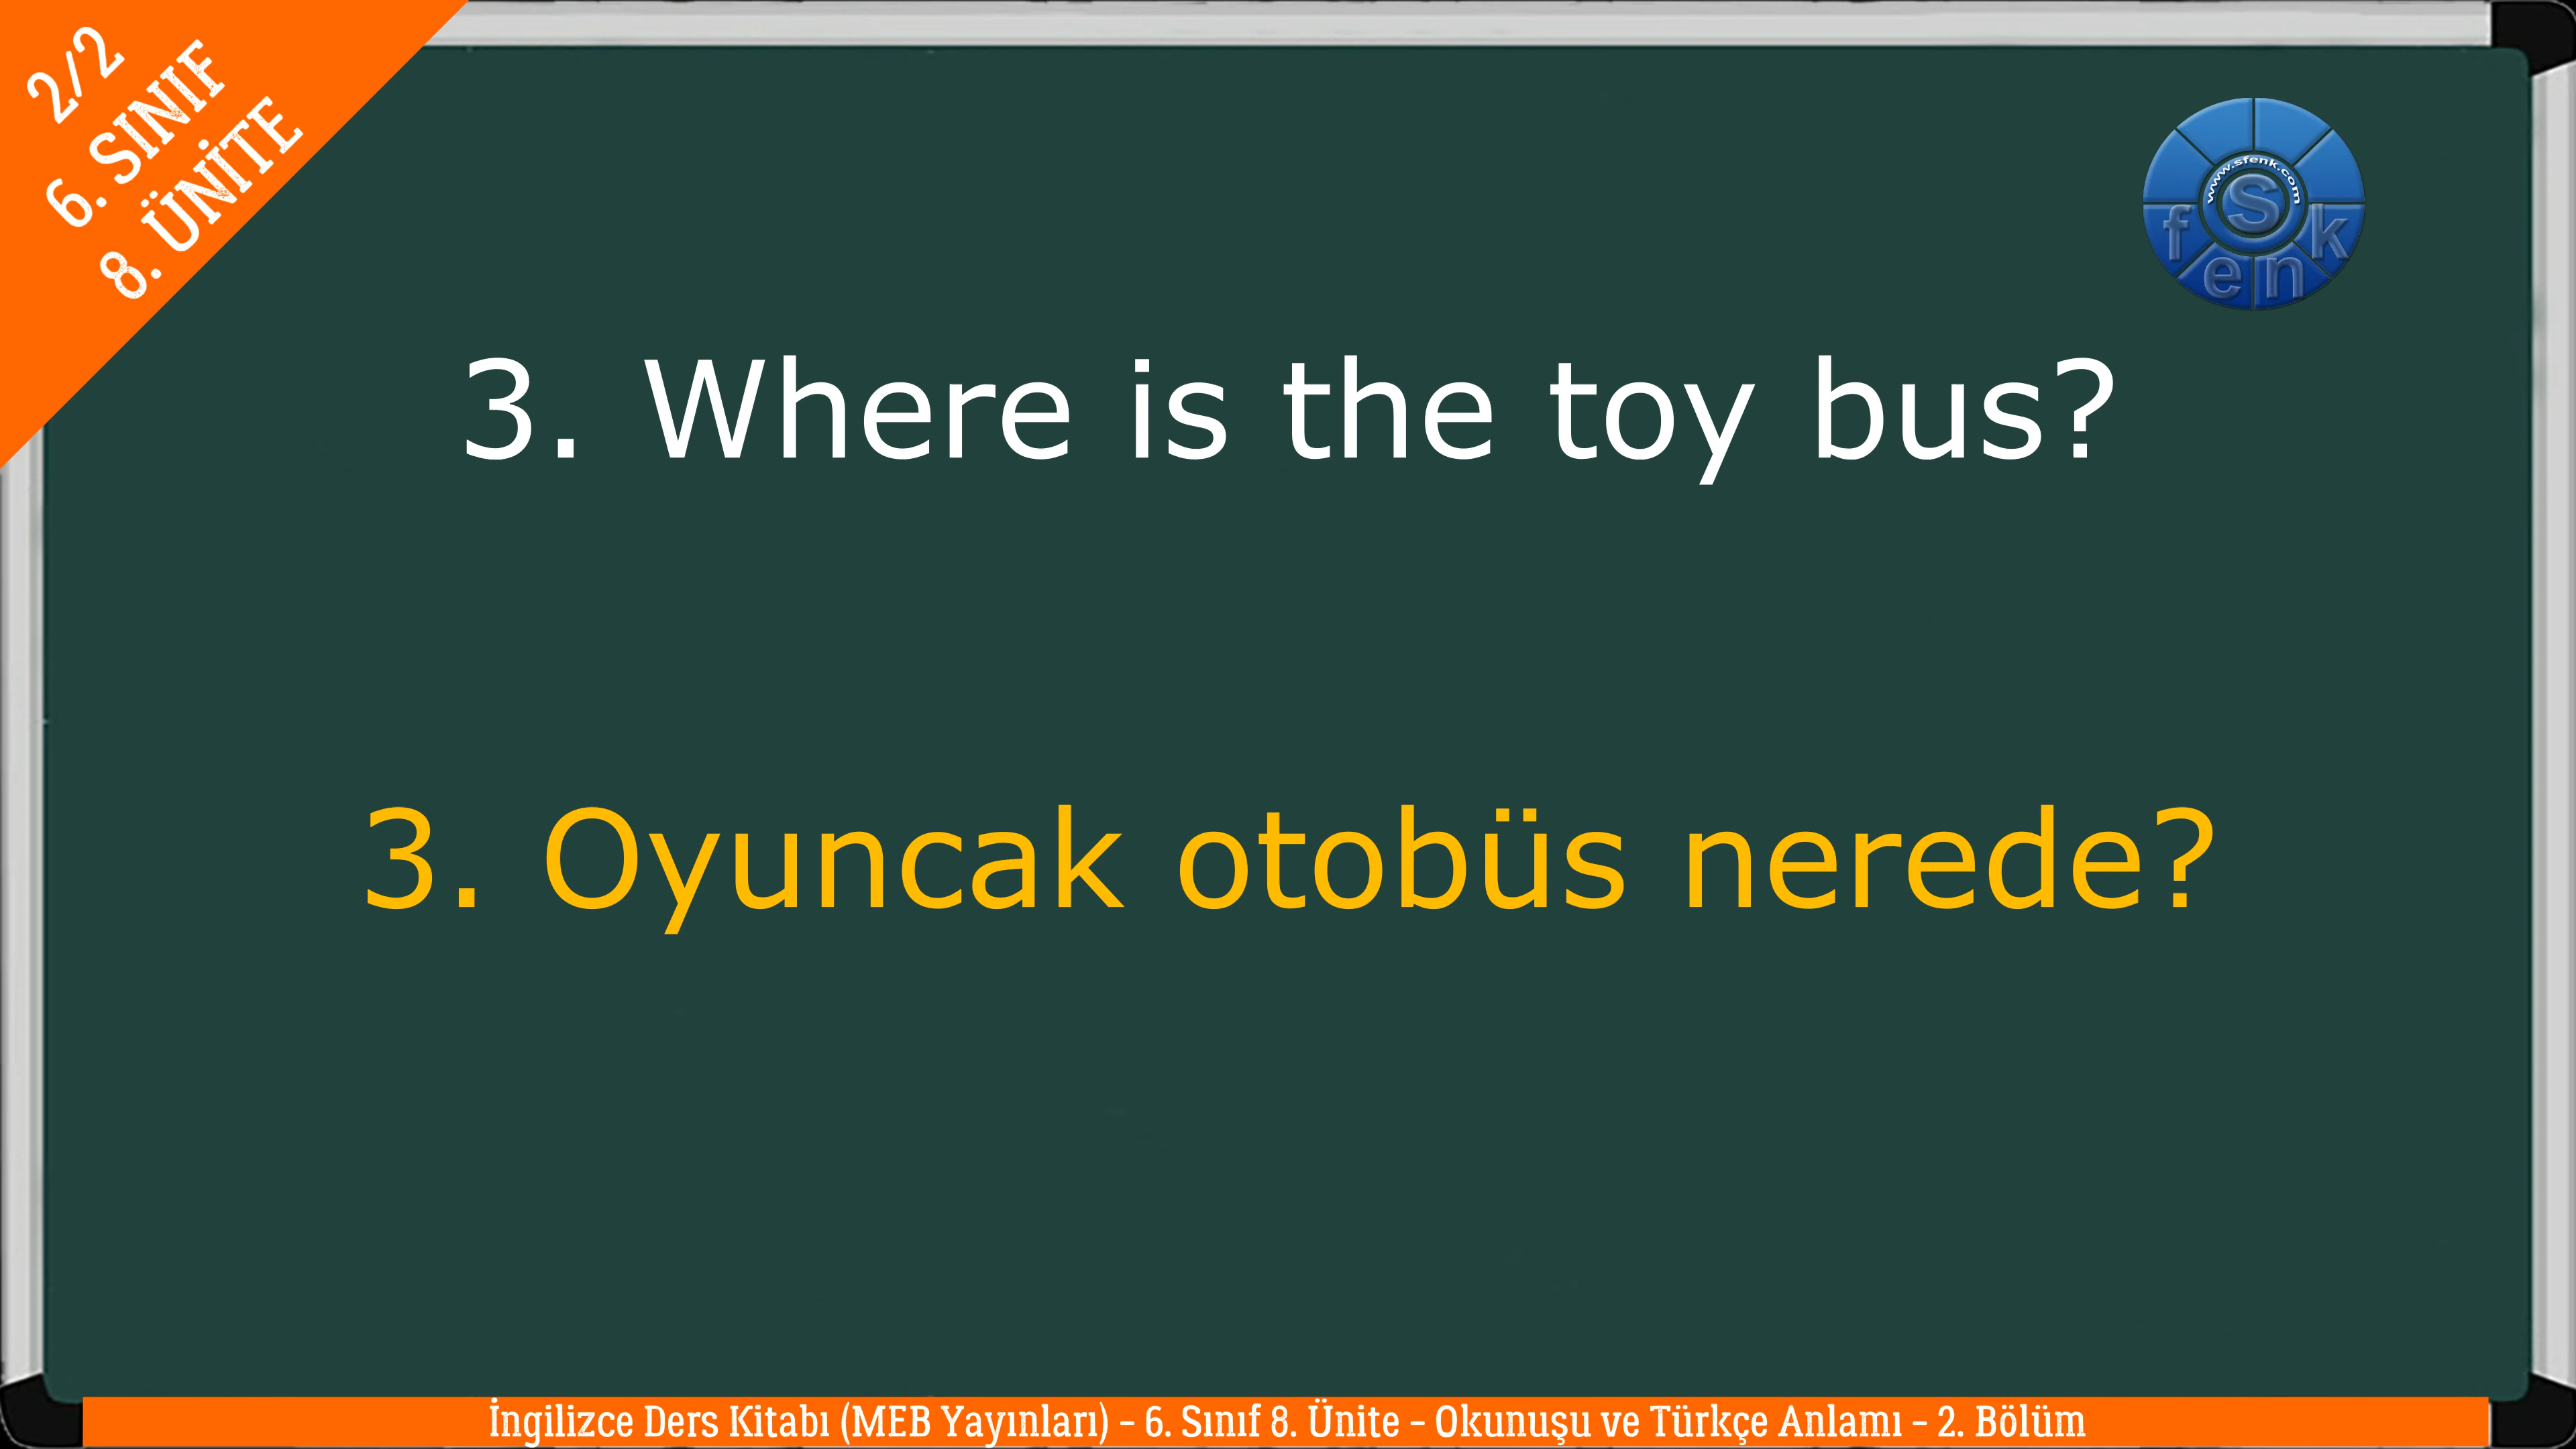 2/2
6. SINIF
8. ÜNİTE
www.sfenk.com
S
f e n k
3. Where is the toy bus?
3. Oyuncak otobüs nerede?
İngilizce Ders Kitabı (MEB Yayınları) – 6. Sınıf 8. Ünite – Okunuşu ve Türkçe Anlamı – 2. Bölüm